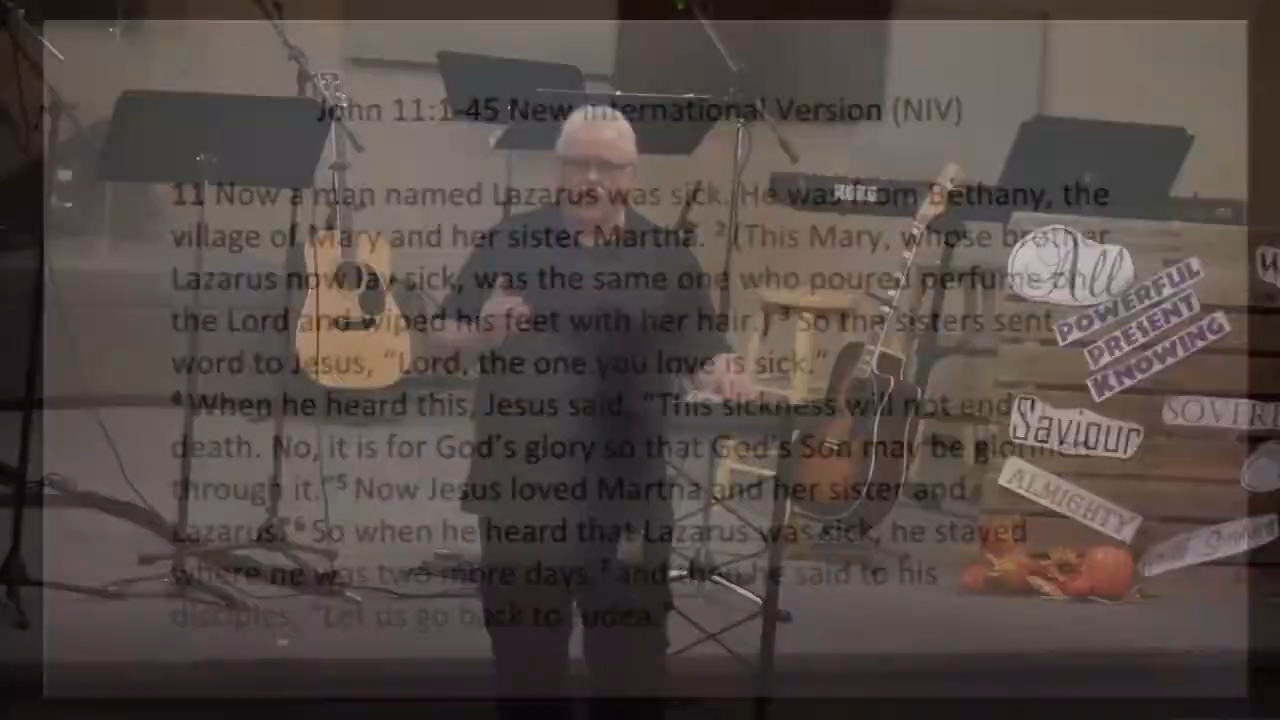 John 11:1-45 New International Version (NIV)
11 Now a man named Lazarus was sick. He was from Bethany, the
village of Mary and her sister Martha. ² (This Mary, whose brother
Lazarus now lay sick, was the same one who poured perfume on
the Lord and wiped his feet with her hair.) ³ So the sisters sent
word to Jesus, “Lord, the one you love is sick.”
⁴ When he heard this, Jesus said, “This sickness will not end
death. No, it is for God’s glory so that God’s Son may be glorified
through it.” ⁵ Now Jesus loved Martha and her sister and
Lazarus. ⁶ So when he heard that Lazarus was sick, he stayed
where he was two more days, ⁷ and then he said to his
disciples, “Let us go back to Judea.”
KORG
All
POWERFUL
PRESENT
KNOWING
Saviour
SOVERE
ALMIGHTY